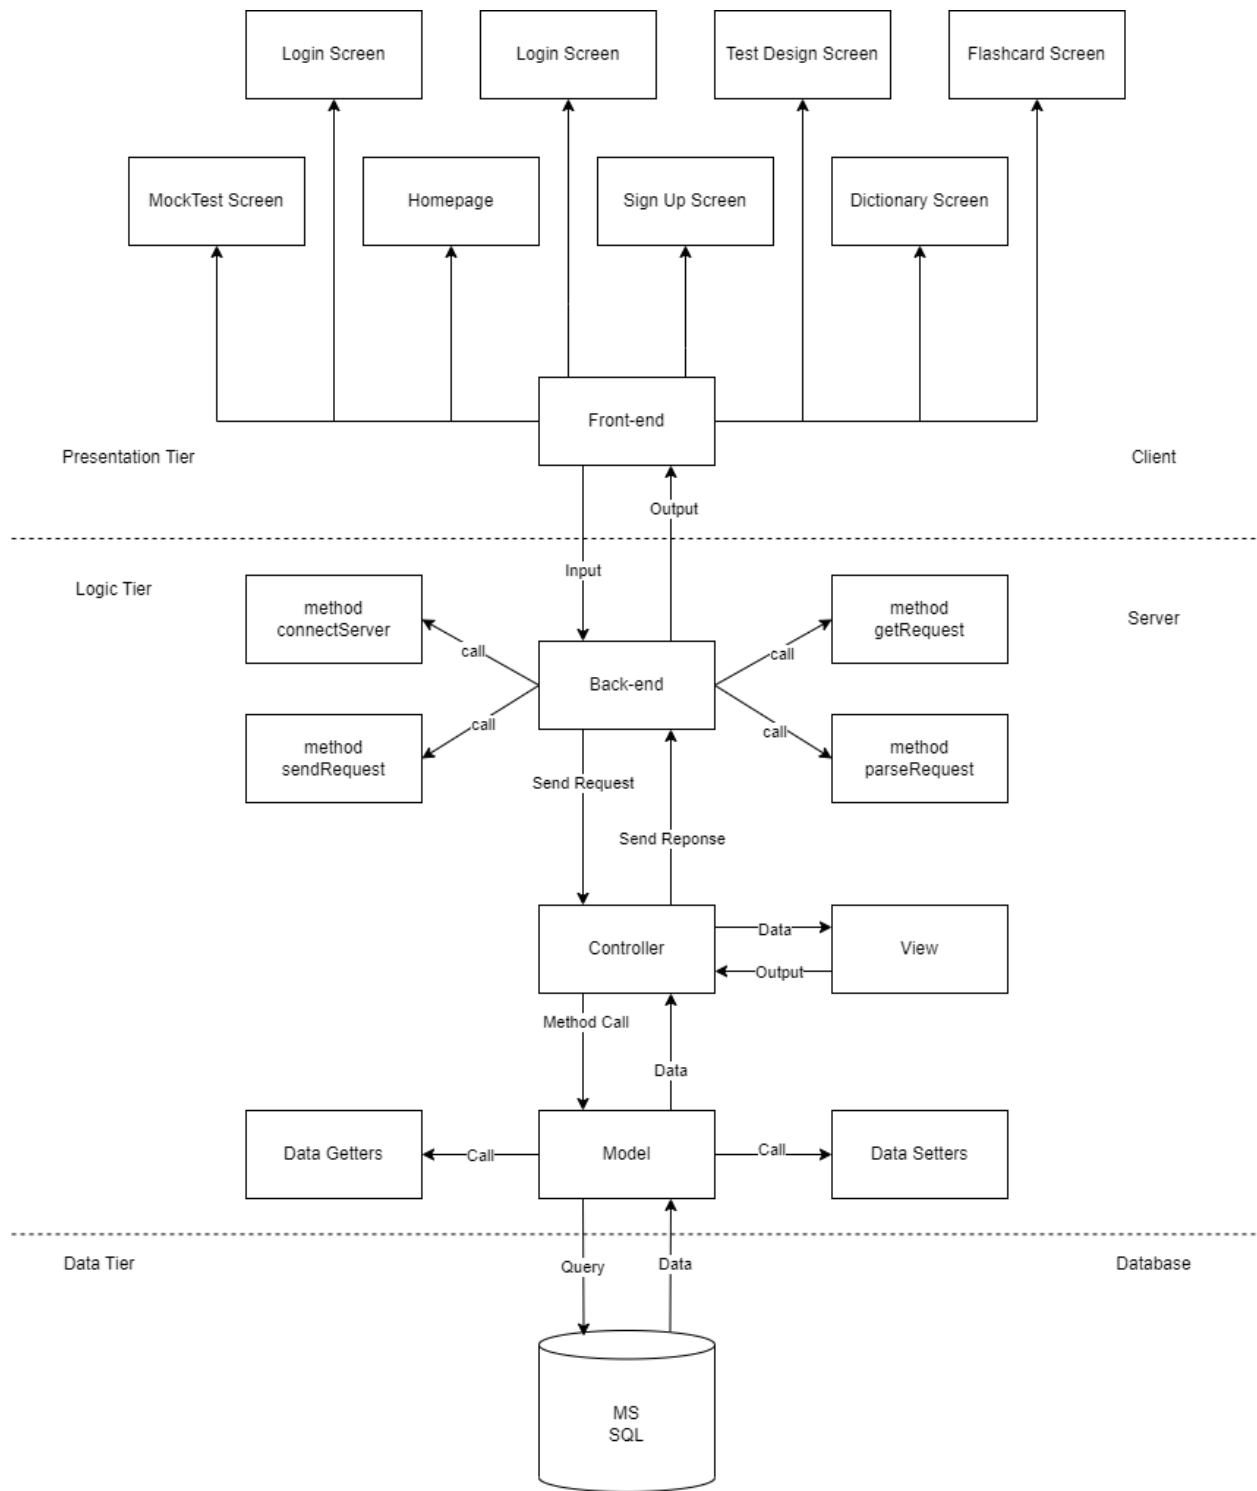 Login Screen
Login Screen
Test Design Screen
Flashcard Screen
MockTest Screen
Homepage
Sign Up Screen
Dictionary Screen
Front-end
Presentation Tier
Client
Output
Input
Logic Tier
Server
method
connectServer
method
getRequest
call
call
Back-end
call
call
method
sendRequest
method
parseRequest
Send Request
Send Reponse
Controller
Data
Output
View
Method Call
Data
Data Getters
Call
Model
Call
Data Setters
Data Tier
Query
Data
Database
MS
SQL